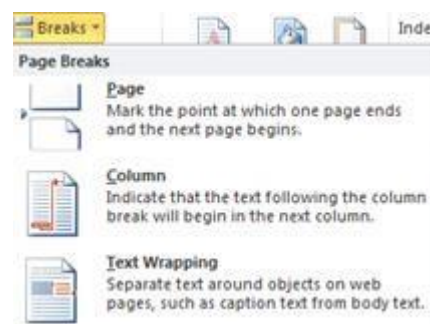 Breaks
Inde
Page Breaks
Page
Mark the point at which one page ends
and the next page begins.
Column
Indicate that the text following the column
break will begin in the next column.
Text Wrapping
Separate text around objects on web
pages, such as caption text from body text.